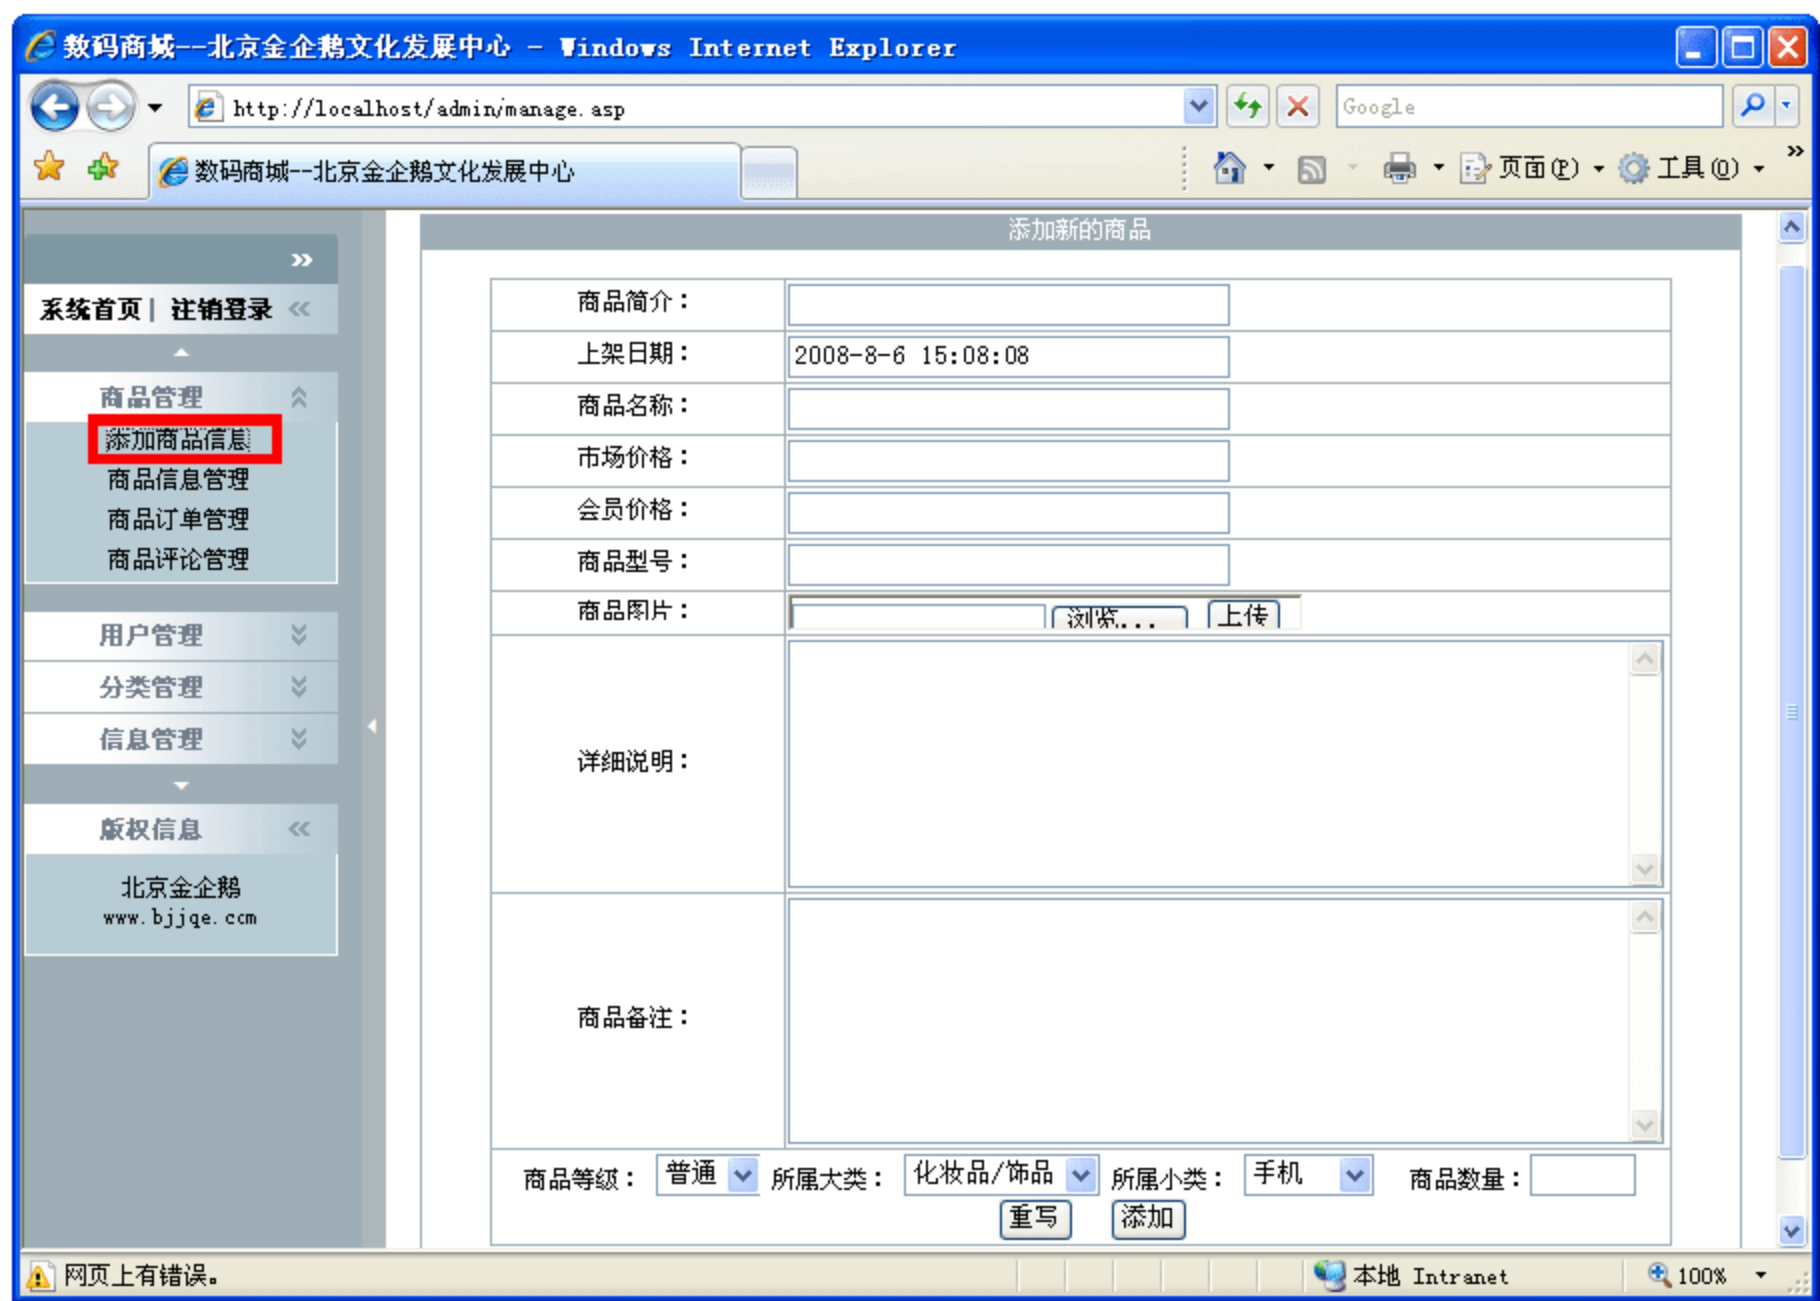 数码商城--北京金企鹅文化发展中心 - Windows Internet Explorer
http://localhost/admin/manage.asp
Google
数码商城--北京金企鹅文化发展中心
页面(P)
工具(O)
»
添加新的商品
»
系统首页| 注销登录 «
商品管理
添加商品信息
商品信息管理
商品订单管理
商品评论管理
用户管理
分类管理
信息管理
版权信息 «
北京金企鹅
www.bjjqe.com
商品简介：
上架日期： 2008-8-6 15:08:08
商品名称：
市场价格：
会员价格：
商品型号：
商品图片： 浏览... 上传
详细说明：
商品备注：
商品等级： 普通 所属大类： 化妆品/饰品 所属小类： 手机 商品数量：
重写 添加
网页上有错误。 本地 Intranet 100%